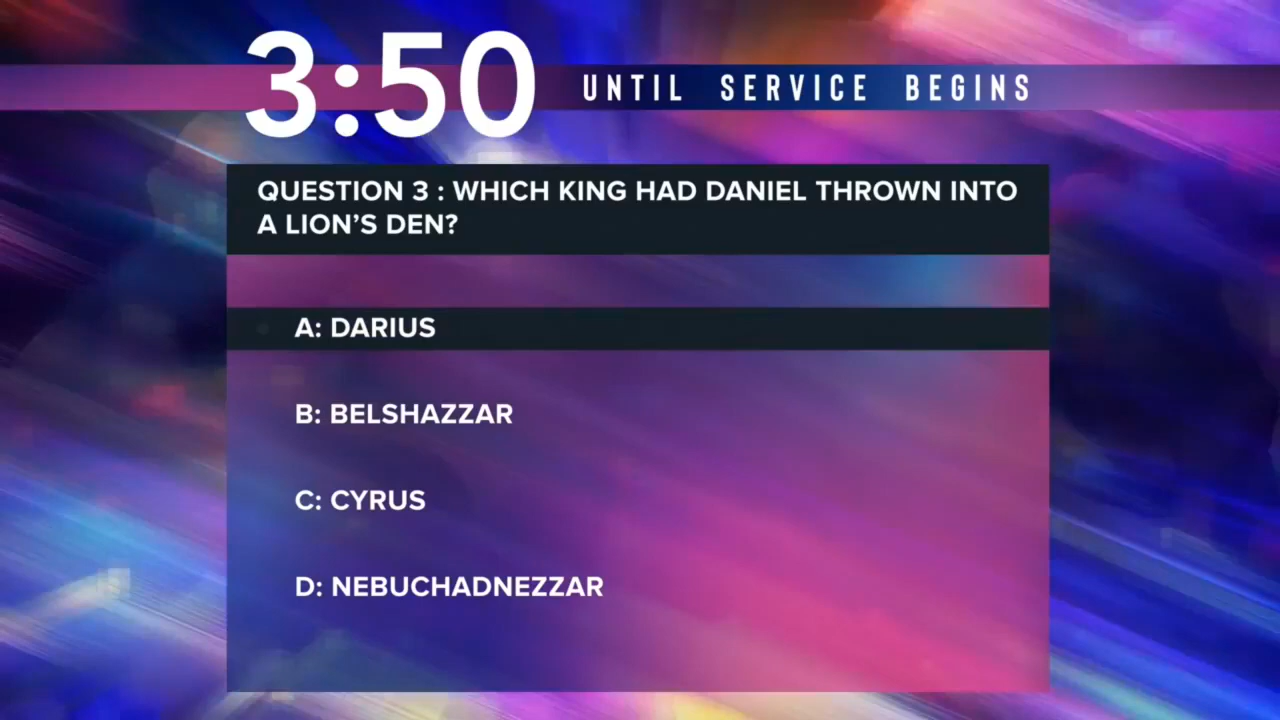 3:50 UNTIL SERVICE BEGINS
QUESTION 3 : WHICH KING HAD DANIEL THROWN INTO
A LION’S DEN?
A: DARIUS
B: BELSHAZZAR
C: CYRUS
D: NEBUCHADNEZZAR